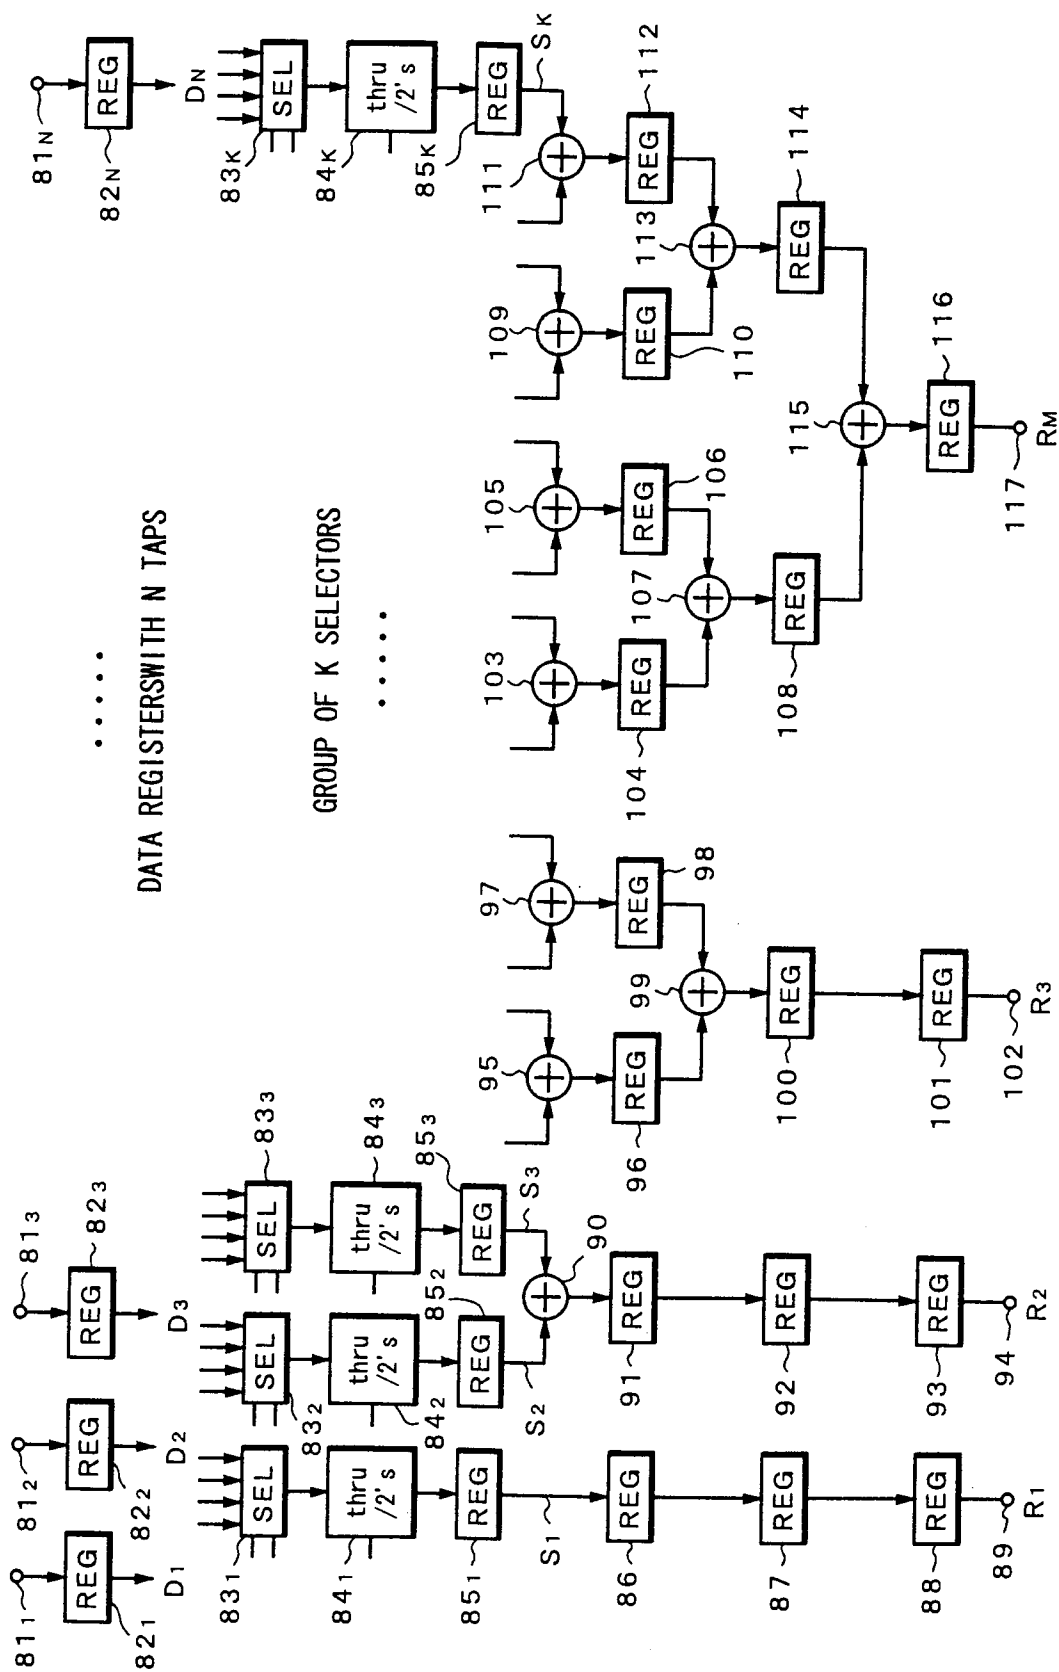 81₁ 81₂ 81₃ 81N
REG REG REG REG
82₁ 82₂ 82₃ 82N
D₁ D₂ D₃ DN
.....
DATA REGISTERSWITH N TAPS
83₁ 83₂ 83₃ 83K
SEL SEL SEL SEL
GROUP OF K SELECTORS
.....
84₁ 84₂ 84₃ 84K
thru thru thru thru
/2's /2's /2's /2's
85₁ 85₂ 85₃ 85K
REG REG REG REG
S₁ S₂ S₃ SK
90 95 97 103 105 109 111
86 91 96 98 104 106 110 112
REG REG REG REG REG REG REG REG
99 107 113
87 92 100 108 114
REG REG REG REG REG
115
88 93 101 116
REG REG REG REG
89 94 102 117
R₁ R₂ R₃ RM